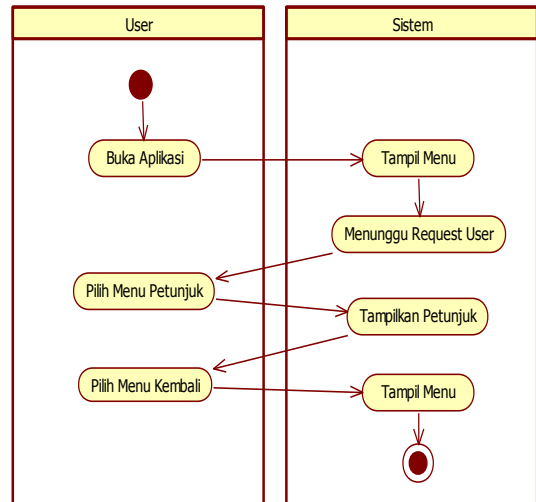 User
Sistem
Buka Aplikasi
Tampil Menu
Menunggu Request User
Pilih Menu Petunjuk
Tampilkan Petunjuk
Pilih Menu Kembali
Tampil Menu